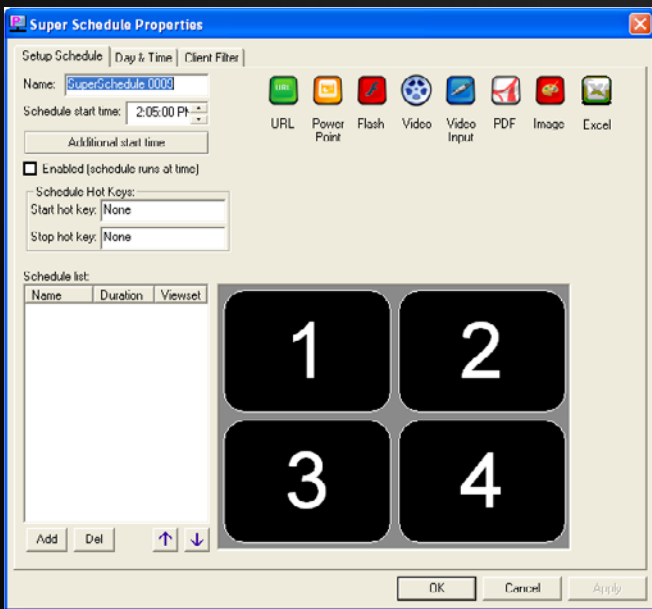 Super Schedule Properties
Setup Schedule Day & Time Client Filter
Name: SuperSchedule 0009
Schedule start time: 2:05:00 PM
Additional start time
Enabled (schedule runs at time)
Schedule Hot Keys:
Start hot key: None
Stop hot key: None
URL
URL Power Point Flash Video Video Input PDF Image Excel
Schedule list:
Name Duration Viewset
1 2
3 4
Add Del
OK Cancel Apply